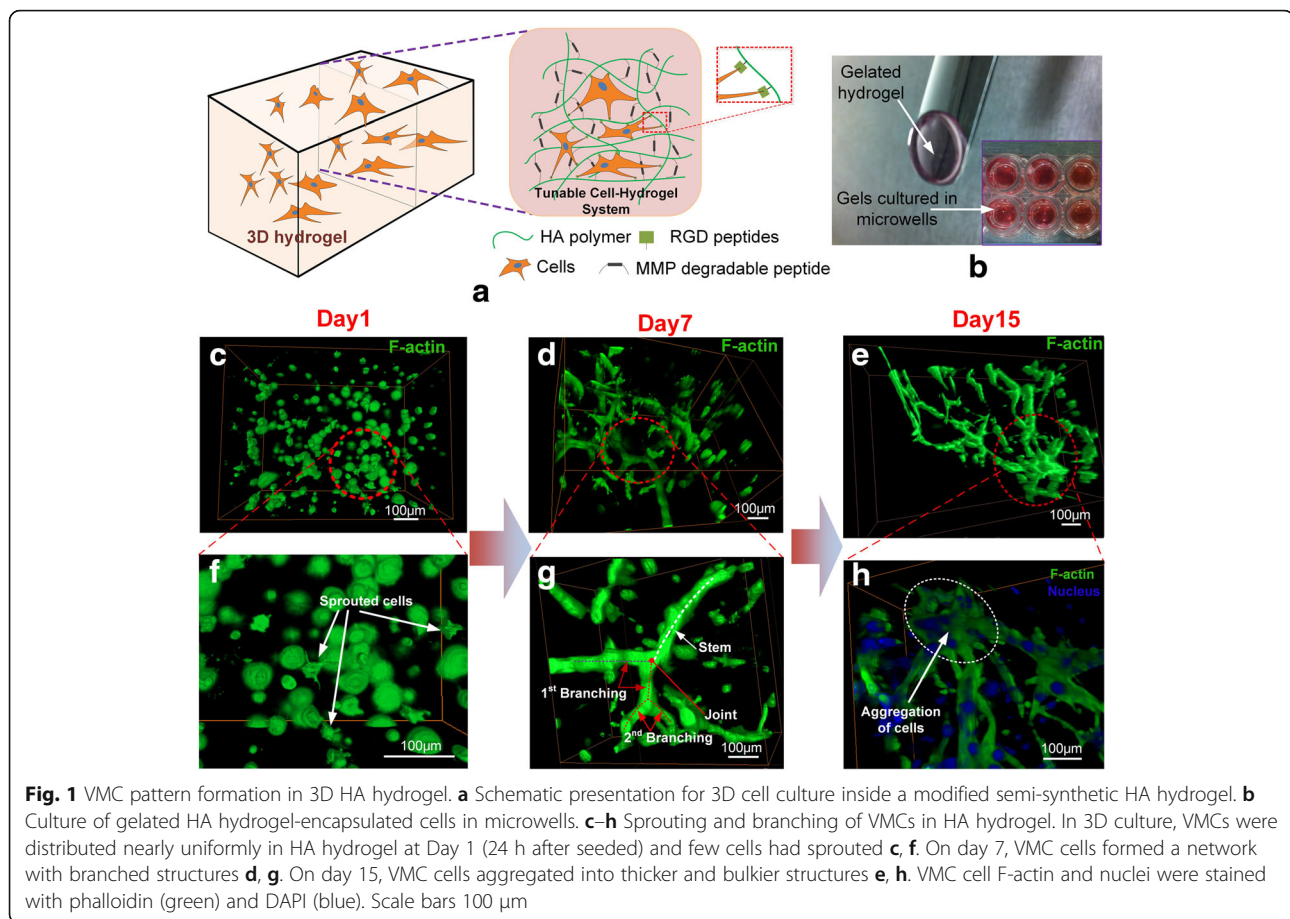 Gelated
hydrogel
Gels cultured in
microwells
Tunable Cell-Hydrogel
System
3D hydrogel
HA polymer RGD peptides
Cells MMP degradable peptide
a
b
Day1 Day7 Day15
c F-actin
d F-actin
e F-actin
100µm
100µm
100µm
f
Sprouted cells
100µm
g
Stem
1st Branching
Joint
2nd Branching
100µm
h F-actin
Nucleus
Aggregation
of cells
100µm
Fig. 1 VMC pattern formation in 3D HA hydrogel. a Schematic presentation for 3D cell culture inside a modified semi-synthetic HA hydrogel. b
Culture of gelated HA hydrogel-encapsulated cells in microwells. c–h Sprouting and branching of VMCs in HA hydrogel. In 3D culture, VMCs were
distributed nearly uniformly in HA hydrogel at Day 1 (24 h after seeded) and few cells had sprouted c, f. On day 7, VMC cells formed a network
with branched structures d, g. On day 15, VMC cells aggregated into thicker and bulkier structures e, h. VMC cell F-actin and nuclei were stained
with phalloidin (green) and DAPI (blue). Scale bars 100 µm